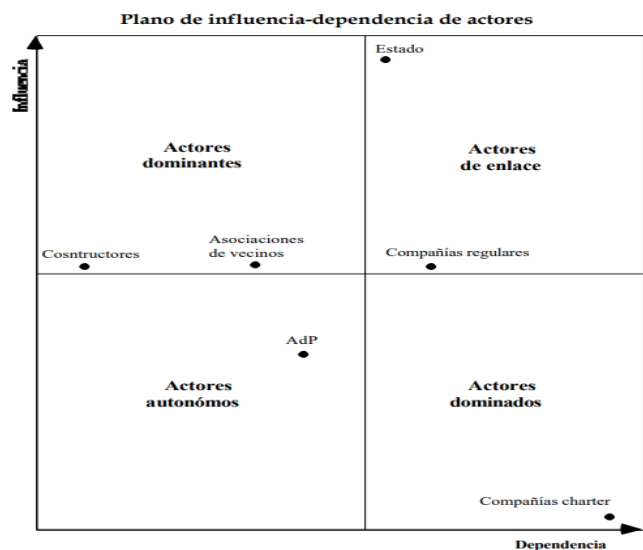 Plano de influencia-dependencia de actores
Influencia
Estado
Actores
dominantes
Actores
de enlace
Cosntructores
Asociaciones
de vecinos
Compañías regulares
AdP
Actores
autonómos
Actores
dominados
Compañías charter
Dependencia